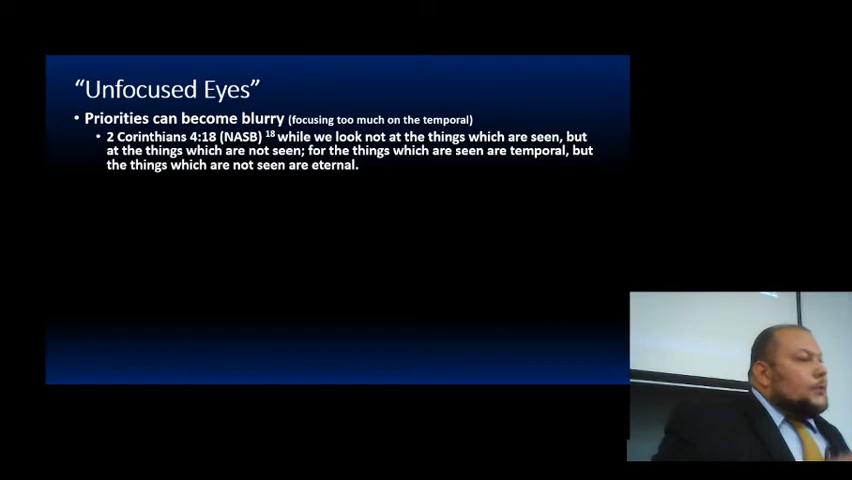 “Unfocused Eyes”
• Priorities can become blurry (focusing too much on the temporal)
• 2 Corinthians 4:18 (NASB) 18 while we look not at the things which are seen, but
at the things which are not seen; for the things which are seen are temporal, but
the things which are not seen are eternal.